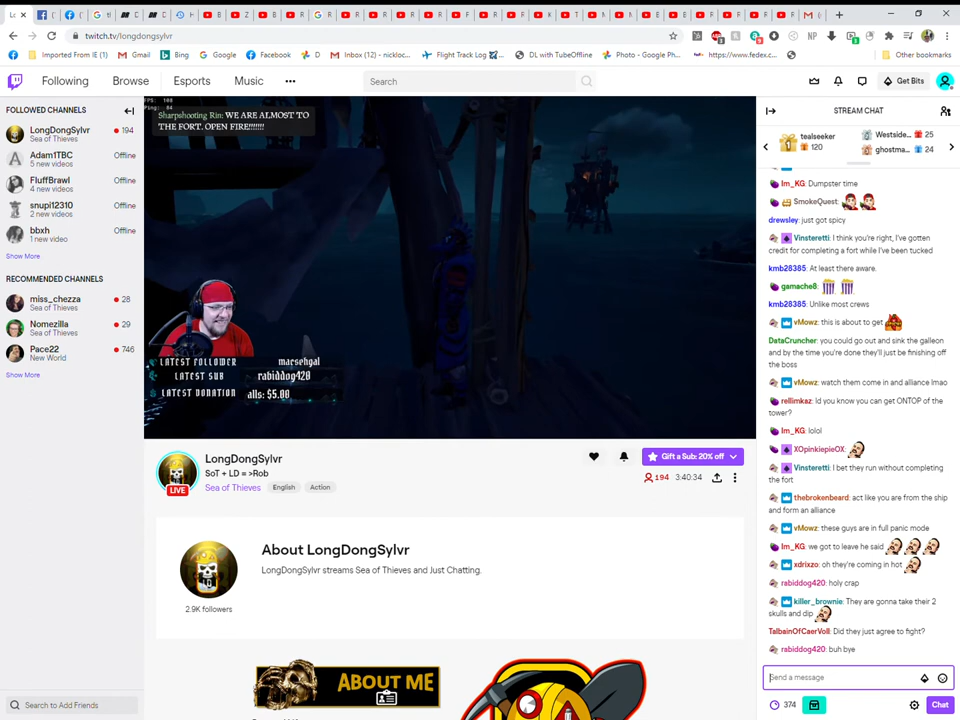 twitch.tv/longdongsylvr
Apps Imported From IE (1) Gmail Bing Google Facebook D Inbox (12) - nickloc... Flight Track Log DL with TubeOffline Photo - Google Ph... https://www.fedex.c... Other bookmarks
Following Browse Esports Music Search Get Bits
FOLLOWED CHANNELS
LongDongSylvr 194
Sea of Thieves
Adam1TBC Offline
5 new videos
FluffBrawl Offline
4 new videos
snupi12310 Offline
2 new videos
bbxh Offline
1 new video
Show More
RECOMMENDED CHANNELS
miss_chezza 28
Sea of Thieves
Nomezilla 29
Sea of Thieves
Pace22 746
New World
Show More
Search to Add Friends
FPS: 108
Ping: 64
Sharpshooting Rin: WE ARE ALMOST TO
THE FORT. OPEN FIRE!!!!!!!
LATEST FOLLOWER marsehgal
LATEST SUB rabiddog420
LATEST DONATION alls: $5.00
LIVE
LongDongSylvr
SoT + LD = >Rob
Sea of Thieves English Action
Gift a Sub: 20% off
194 3:40:34
About LongDongSylvr
LongDongSylvr streams Sea of Thieves and Just Chatting.
2.9K followers
ABOUT ME
STREAM CHAT
tealseeker
120
Westside... 25
ghostma... 24
Im_KG: Dumpster time
SmokeQuest:
drewsley: just got spicy
Vinsteretti: I think you're right, I've gotten
credit for completing a fort while I've been tucked
kmb28385: At least there aware.
gamache8:
kmb28385: Unlike most crews
vMowz: this is about to get
DataCruncher: you could go out and sink the galleon
and by the time you're done they'll just be finishing off
the boss
vMowz: watch them come in and alliance lmao
rellimkaz: Id you know you can get ONTOP of the
tower?
Im_KG: lolol
XOpinkiepieOX:
Vinsteretti: I bet they run without completing
the fort
thebrokenbeard: act like you are from the ship
and form an alliance
vMowz: these guys are in full panic mode
Im_KG: we got to leave he said
xdrixzo: oh they're coming in hot
rabiddog420: holy crap
killer_brownie: They are gonna take their 2
skulls and dip
TalbainOfCaerVoll: Did they just agree to fight?
rabiddog420: buh bye
Send a message
374 Chat